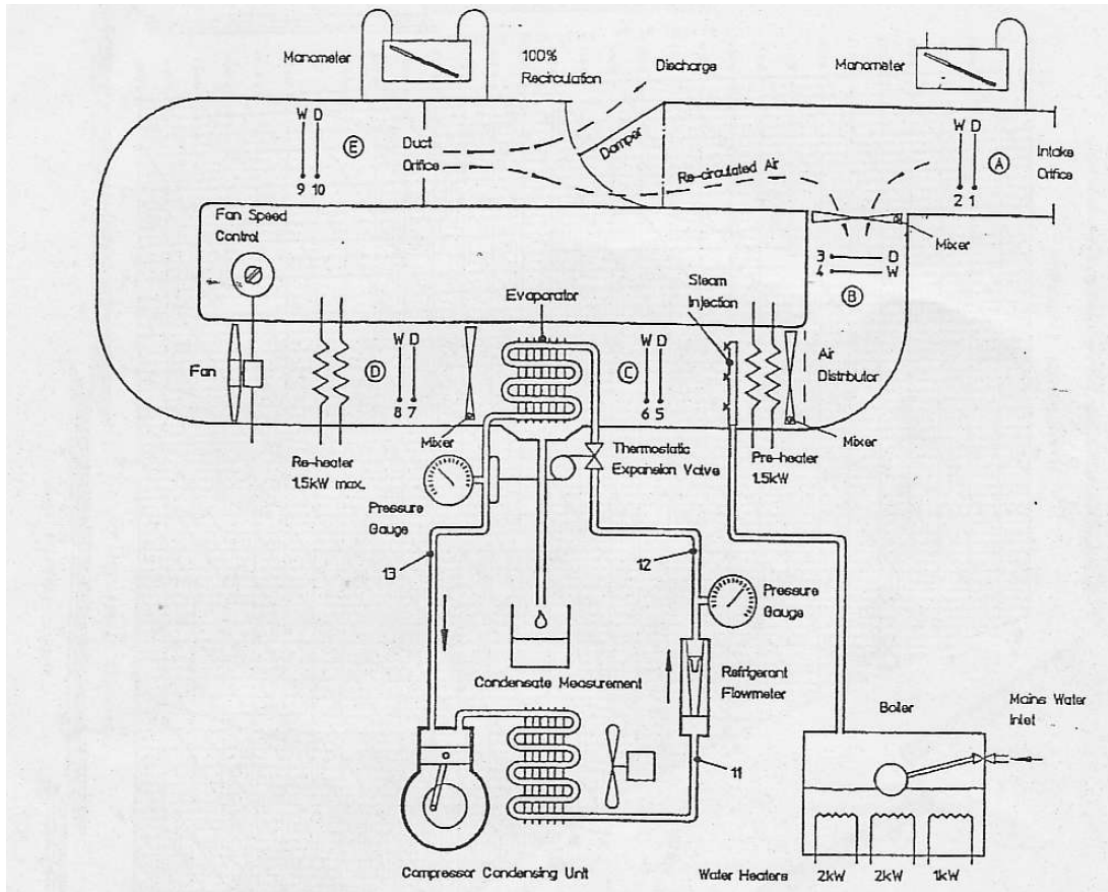 Manometer
100%
Recirculation
Discharge
Manometer
W D
E
Duct
Orifice
Damper
W D
A
Intake
Orifice
9 10
Re-circulated Air
2 1
Fan Speed
Control
Mixer
3 D
4 W
B
Evaporator
Steam
Injection
Fan
D
W D
C
W D
Air
Distributor
8 7
6 5
Mixer
Mixer
Re-heater
1.5kW max.
Thermostatic
Expansion Valve
Pre-heater
1.5kW
Pressure
Gauge
13
12
Pressure
Gauge
Condensate Measurement
Refrigerant
Flowmeter
Boiler
Mains Water
Inlet
11
Compressor Condensing Unit
Water Heaters
2kW 2kW 1kW